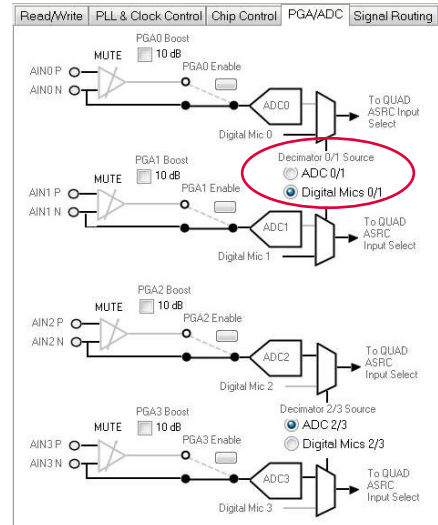 Read/Write PLL & Clock Control Chip Control PGA/ADC Signal Routing
PGA0 Boost
MUTE 10 dB
AIN0 P PGA0 Enable
AIN0 N
ADC0
To QUAD
ASRC Input
Select
Digital Mic 0
Decimator 0/1 Source
ADC 0/1
Digital Mics 0/1
PGA1 Boost
MUTE 10 dB
AIN1 P PGA1 Enable
AIN1 N
ADC1
To QUAD
ASRC
Input Select
Digital Mic 1
PGA2 Boost
MUTE 10 dB
AIN2 P PGA2 Enable
AIN2 N
ADC2
To QUAD
ASRC
Input Select
Digital Mic 2
Decimator 2/3 Source
ADC 2/3
Digital Mics 2/3
PGA3 Boost
MUTE 10 dB
AIN3 P PGA3 Enable
AIN3 N
ADC3
To QUAD
ASRC
Input Select
Digital Mic 3